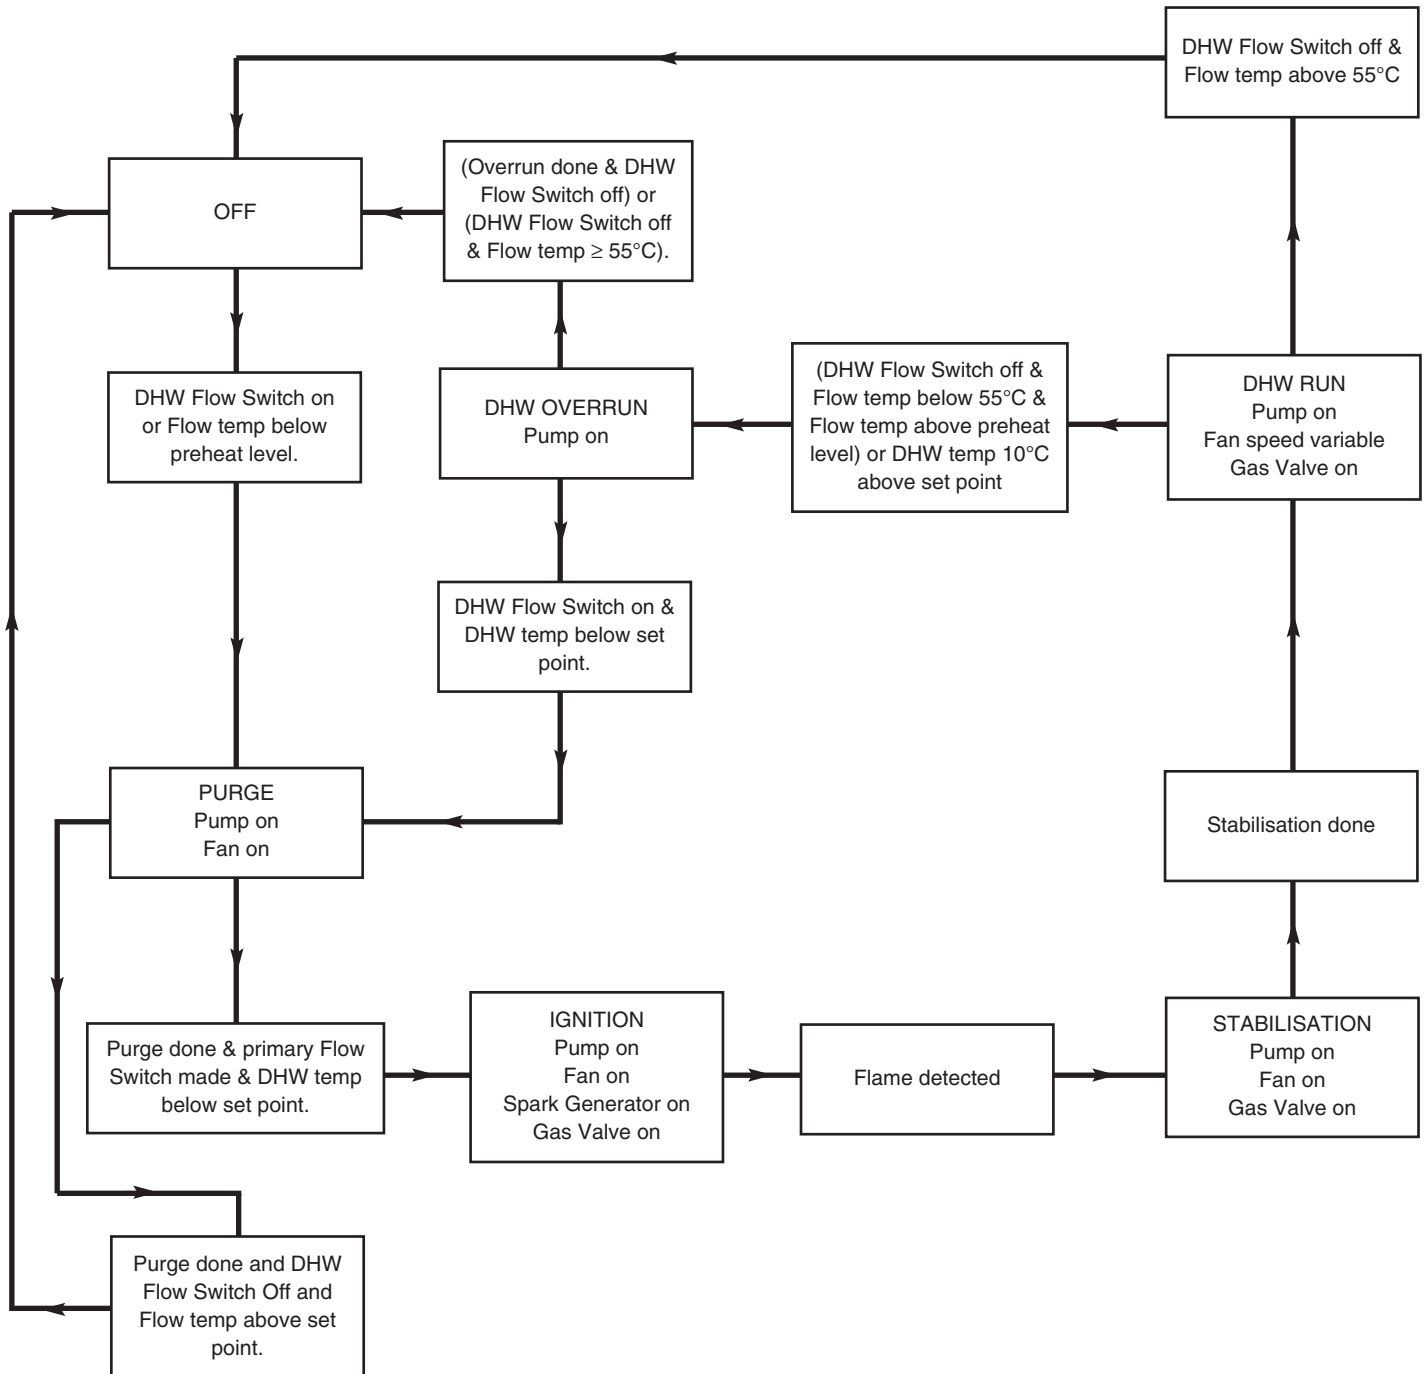 DHW Flow Switch off &
Flow temp above 55°C
(Overrun done & DHW
Flow Switch off) or
(DHW Flow Switch off
& Flow temp ≥ 55°C).
OFF
DHW Flow Switch on
or Flow temp below
preheat level.
DHW OVERRUN
Pump on
(DHW Flow Switch off &
Flow temp below 55°C &
Flow temp above preheat
level) or DHW temp 10°C
above set point
DHW RUN
Pump on
Fan speed variable
Gas Valve on
DHW Flow Switch on &
DHW temp below set
point.
PURGE
Pump on
Fan on
Stabilisation done
Purge done & primary Flow
Switch made & DHW temp
below set point.
IGNITION
Pump on
Fan on
Spark Generator on
Gas Valve on
Flame detected
STABILISATION
Pump on
Fan on
Gas Valve on
Purge done and DHW
Flow Switch Off and
Flow temp above set
point.